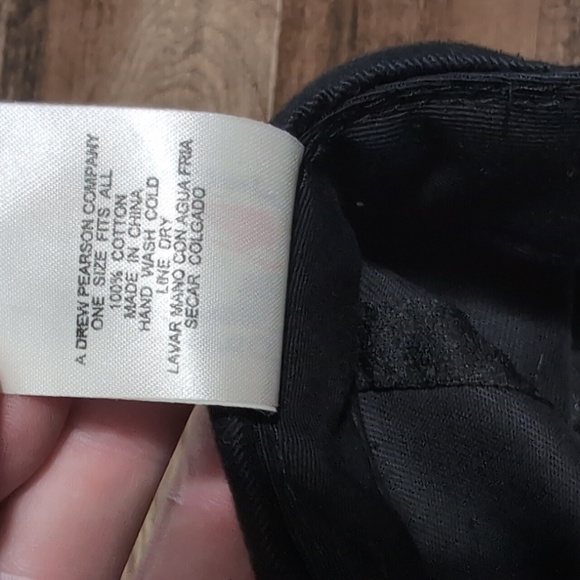 A DREW PEARSON COMPANY
ONE SIZE FITS ALL
100% COTTON
MADE IN CHINA
HAND WASH COLD
LINE DRY
LAVAR MANO CON AGUA FRIA
SECAR COLGADO